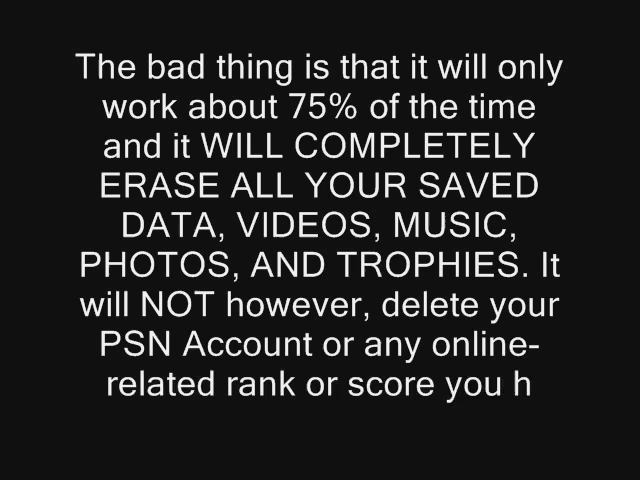 The bad thing is that it will only
work about 75% of the time
and it WILL COMPLETELY
ERASE ALL YOUR SAVED
DATA, VIDEOS, MUSIC,
PHOTOS, AND TROPHIES. It
will NOT however, delete your
PSN Account or any online-
related rank or score you h